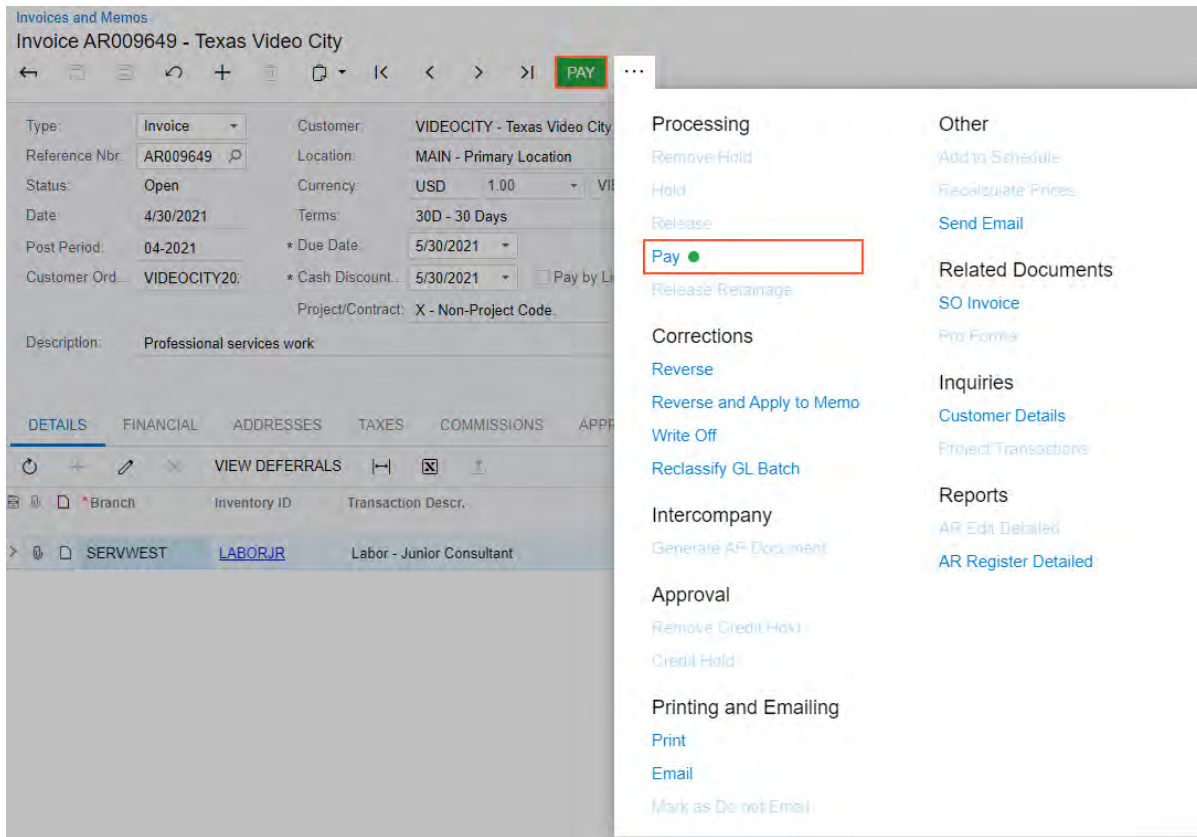 Invoices and Memos
Invoice AR009649 - Texas Video City
PAY ...
Type: Invoice Customer: VIDEOCITY - Texas Video City
Reference Nbr.: AR009649 Location: MAIN - Primary Location
Status: Open Currency: USD 1.00 VI
Date: 4/30/2021 Terms: 30D - 30 Days
Post Period: 04-2021 * Due Date: 5/30/2021
Customer Ord... VIDEOCITY20. * Cash Discount... 5/30/2021 Pay by Li
Project/Contract: X - Non-Project Code.
Description: Professional services work
DETAILS FINANCIAL ADDRESSES TAXES COMMISSIONS APPR
VIEW DEFERRALS
*Branch Inventory ID Transaction Descr.
SERVWEST LABORJR Labor - Junior Consultant
Processing
Remove Hold
Hold
Release
Pay
Release Retainage
Corrections
Reverse
Reverse and Apply to Memo
Write Off
Reclassify GL Batch
Intercompany
Generate AP Document
Approval
Remove Credit Hold
Credit Hold
Printing and Emailing
Print
Email
Mark as Do not Email
Other
Add to Schedule
Recalculate Prices
Send Email
Related Documents
SO Invoice
Pro Forma
Inquiries
Customer Details
Project Transactions
Reports
AR Edit Detailed
AR Register Detailed